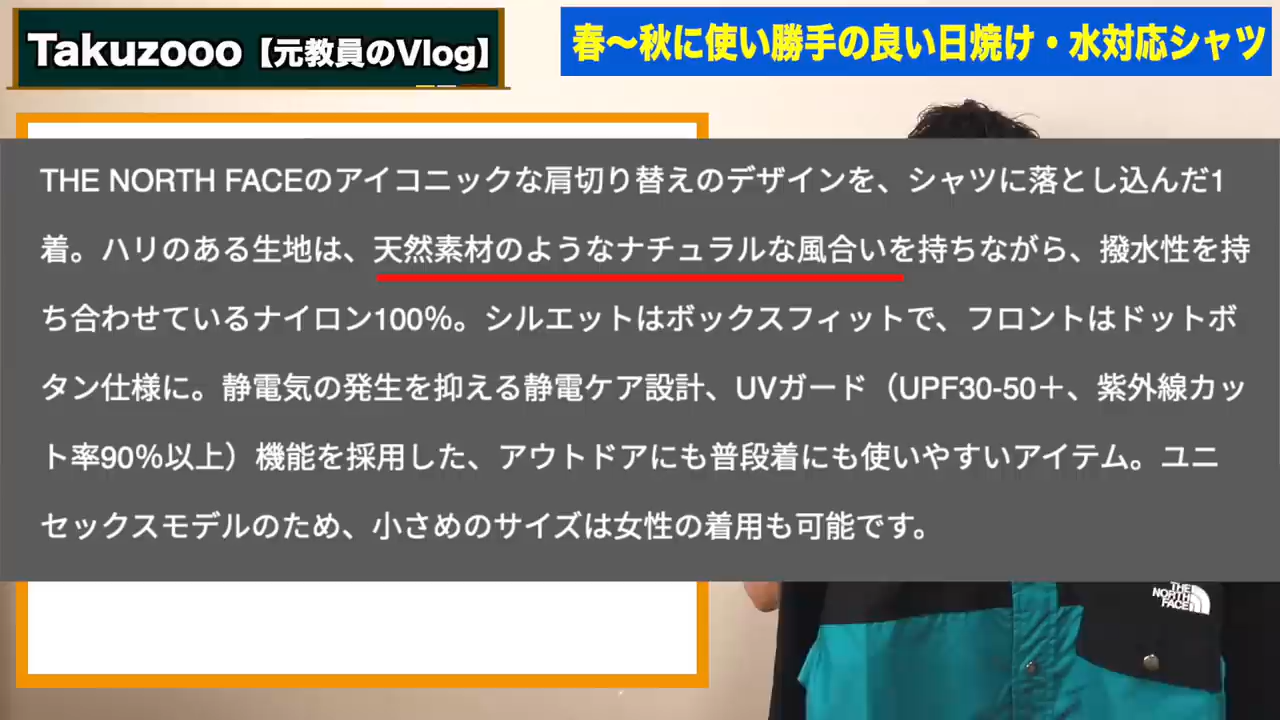 Takuzooo【元教員のVlog】
春〜秋に使い勝手の良い日焼け・水対応シャツ
THE NORTH FACEのアイコニックな肩切り替えのデザインを、シャツに落とし込んだ1
着。ハリのある生地は、天然素材のようなナチュラルな風合いを持ちながら、撥水性を持
ち合わせているナイロン100%。シルエットはボックスフィットで、フロントはドットボ
タン仕様に。静電気の発生を抑える静電ケア設計、UVガード（UPF30-50＋、紫外線カッ
ト率90％以上）機能を採用した、アウトドアにも普段着にも使いやすいアイテム。ユニ
セックスモデルのため、小さめのサイズは女性の着用も可能です。
THE
NORTH
FACE